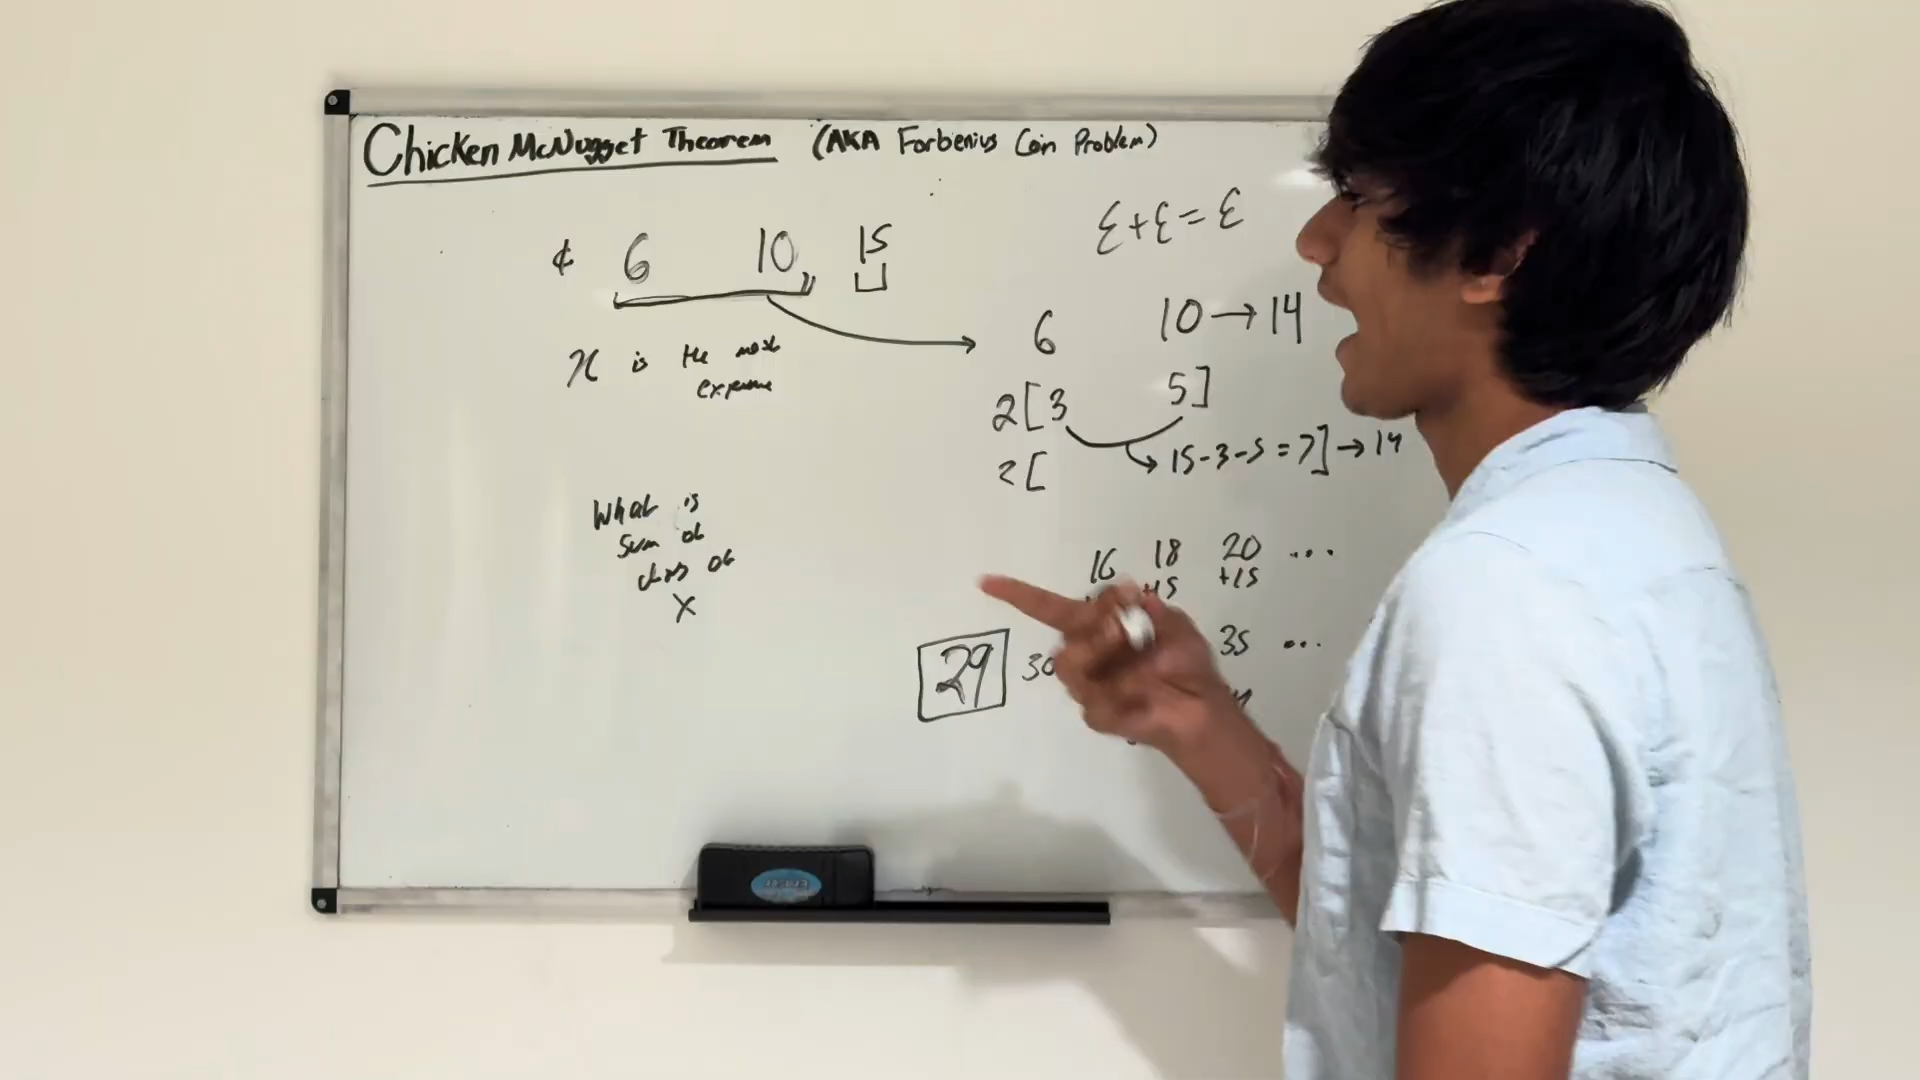 Chicken McNugget Theorem (AKA Forbenius Coin Problem)
¢ 6 10 15
x is the most
expensive
What is
sum of
digits of
X
Ɛ+Ɛ=Ɛ
6 10→14
2[3 5]
2[ 15-3-5=7]→14
16 18 20 ...
+15 +15
29 30 35 ...